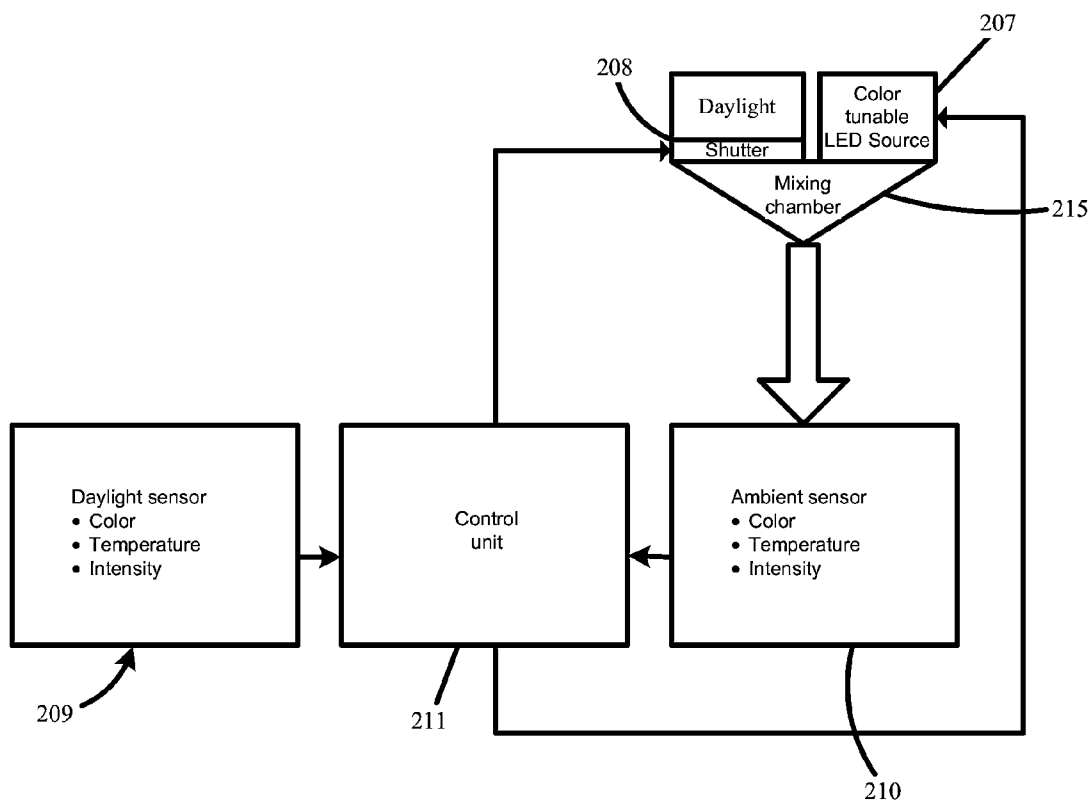 207
208
Daylight
Color
tunable
LED Source
Shutter
Mixing
chamber
215
Daylight sensor
• Color
• Temperature
• Intensity
Control
unit
Ambient sensor
• Color
• Temperature
• Intensity
209
211
210